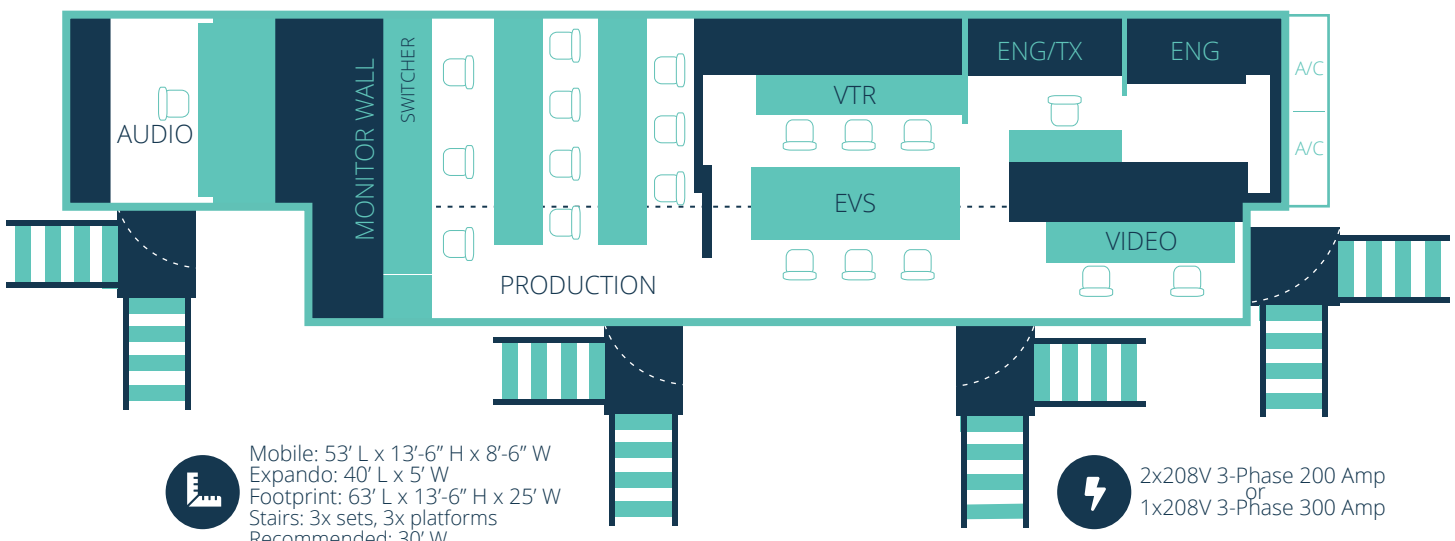 AUDIO
MONITOR WALL
SWITCHER
PRODUCTION
VTR
EVS
ENG/TX
ENG
VIDEO
A/C
A/C
Mobile: 53’ L x 13’-6” H x 8’-6” W
Expando: 40’ L x 5’ W
Footprint: 63’ L x 13’-6” H x 25’ W
Stairs: 3x sets, 3x platforms
Recommended: 30’ W
2x208V 3-Phase 200 Amp
or
1x208V 3-Phase 300 Amp